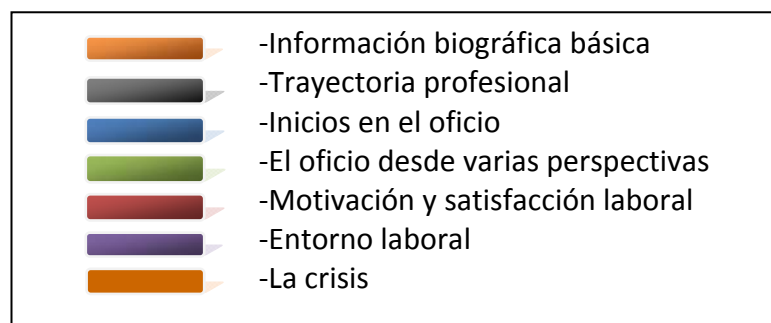 -Información biográfica básica
-Trayectoria profesional
-Inicios en el oficio
-El oficio desde varias perspectivas
-Motivación y satisfacción laboral
-Entorno laboral
-La crisis